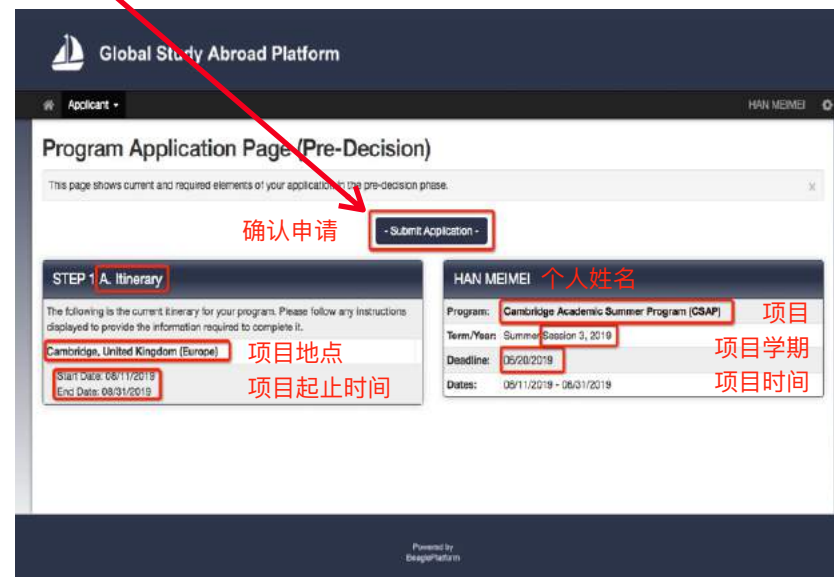 Global Study Abroad Platform
Applicant
HAN MEIMEI
Program Application Page (Pre-Decision)
This page shows current and required elements of your application in the pre-decision phase.
x
确认申请
- Submit Application -
STEP 1 A. Itinerary
The following is the current itinerary for your program. Please follow any instructions
displayed to provide the information required to complete it.
Cambridge, United Kingdom (Europe)
项目地点
Start Date: 08/11/2019
End Date: 08/31/2019
项目起止时间
HAN MEIMEI 个人姓名
Program: Cambridge Academic Summer Program (CSAP) 项目
Term/Year: Summer Session 3, 2019
项目学期
Deadline: 06/20/2019
Dates: 08/11/2019 - 08/31/2019
项目时间
Powered by
BeaglePlatform